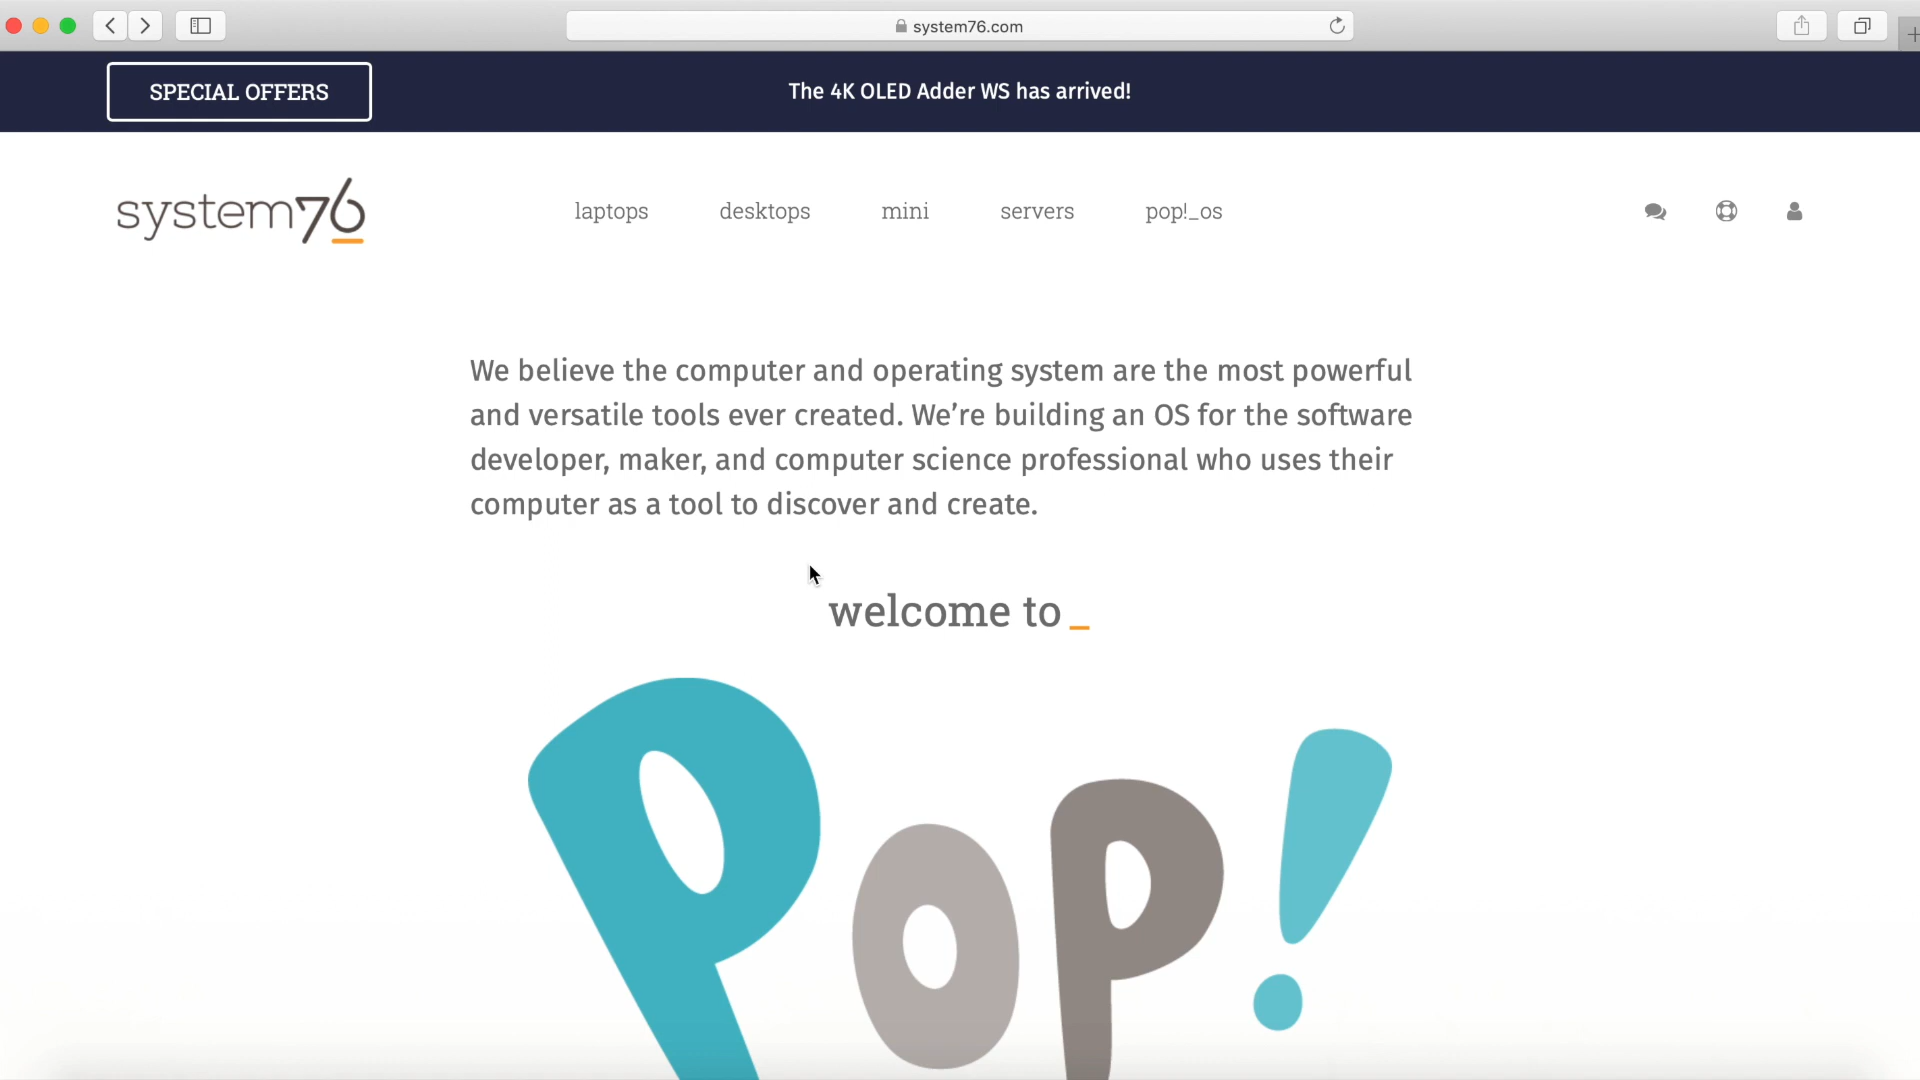 system76.com
SPECIAL OFFERS
The 4K OLED Adder WS has arrived!
system76
laptops
desktops
mini
servers
pop!_os
We believe the computer and operating system are the most powerful
and versatile tools ever created. We’re building an OS for the software
developer, maker, and computer science professional who uses their
computer as a tool to discover and create.
welcome to _
Pop!